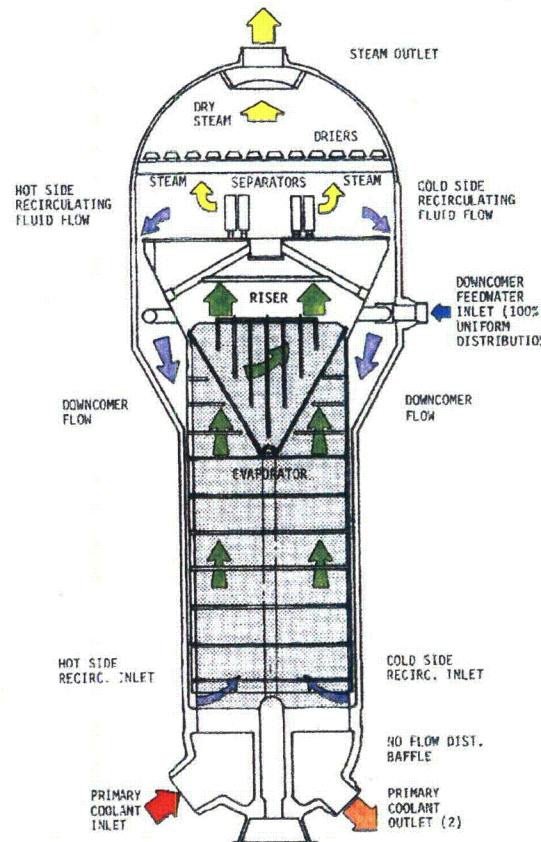 STEAM OUTLET
DRY
STEAM
DRIERS
HOT SIDE
RECIRCULATING
FLUID FLOW
STEAM
SEPARATORS
STEAM
COLD SIDE
RECIRCULATING
FLUID FLOW
RISER
DOWNCOMER
FEEDWATER
INLET (100%
UNIFORM
DISTRIBUTION
DOWNCOMER
FLOW
DOWNCOMER
FLOW
EVAPORATOR
HOT SIDE
RECIRC. INLET
COLD SIDE
RECIRC. INLET
NO FLOW DIST.
BAFFLE
PRIMARY
COOLANT
INLET
PRIMARY
COOLANT
OUTLET (2)